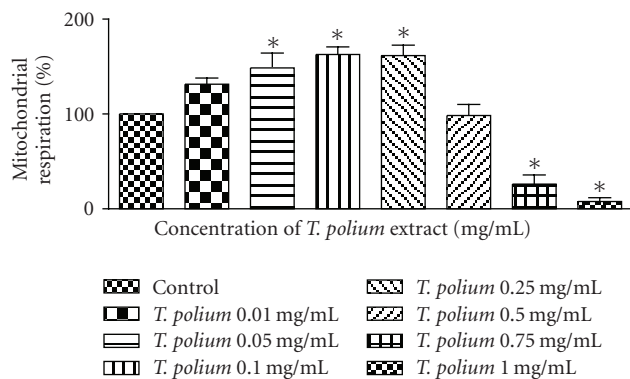 200
100
0
Mitochondrial
respiration (%)
* * * * *
Concentration of T. polium extract (mg/mL)
Control
T. polium 0.01 mg/mL
T. polium 0.05 mg/mL
T. polium 0.1 mg/mL
T. polium 0.25 mg/mL
T. polium 0.5 mg/mL
T. polium 0.75 mg/mL
T. polium 1 mg/mL